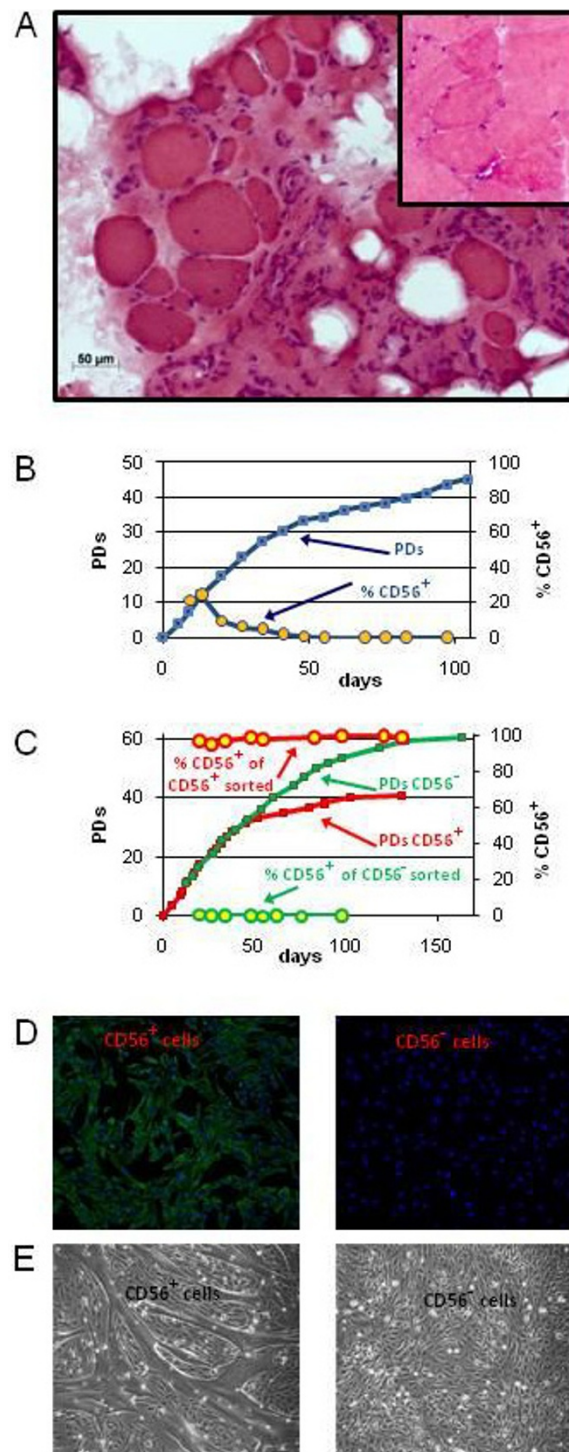 A
50 µm
B
PDs
50
40
30
20
10
0
PDs
% CD56+
100
80
60
40
20
0
% CD56+
0
50
100
days
C
PDs
60
40
20
0
% CD56+ of
CD56+ sorted
PDs CD56-
PDs CD56+
% CD56+ of CD56- sorted
100
80
60
40
20
0
% CD56+
0
50
100
150
days
D
CD56+ cells
CD56- cells
E
CD56+ cells
CD56- cells